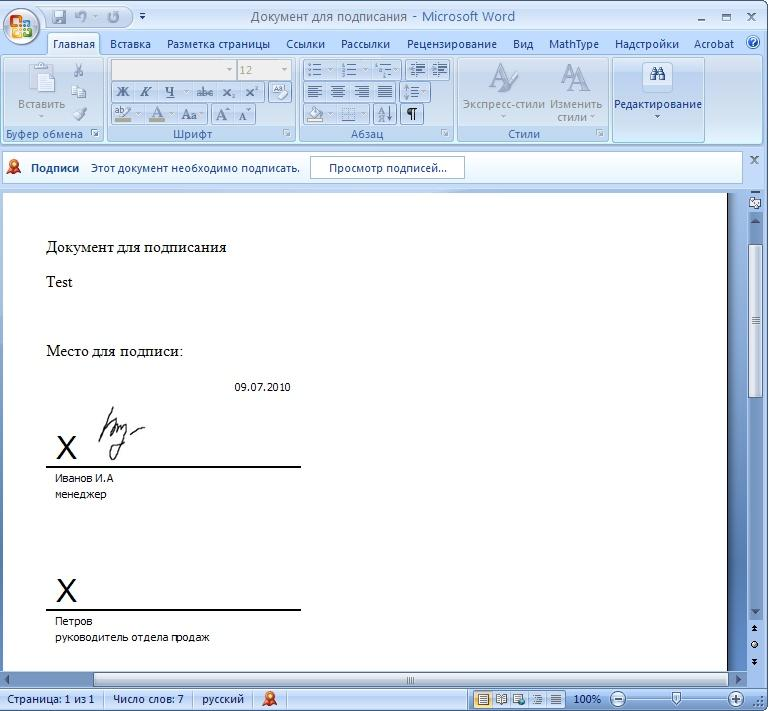 Документ для подписания - Microsoft Word
Главная Вставка Разметка страницы Ссылки Рассылки Рецензирование Вид MathType Надстройки Acrobat
12
Вставить
Ж К Ч abc x₂ x²
Aa A A
Экспресс-стили Изменить стили
Редактирование
Буфер обмена Шрифт Абзац Стили
Подписи Этот документ необходимо подписать. Просмотр подписей...
Документ для подписания
Test
Место для подписи:
09.07.2010
X
Иванов И.А
менеджер
X
Петров
руководитель отдела продаж
Страница: 1 из 1 Число слов: 7 русский 100%